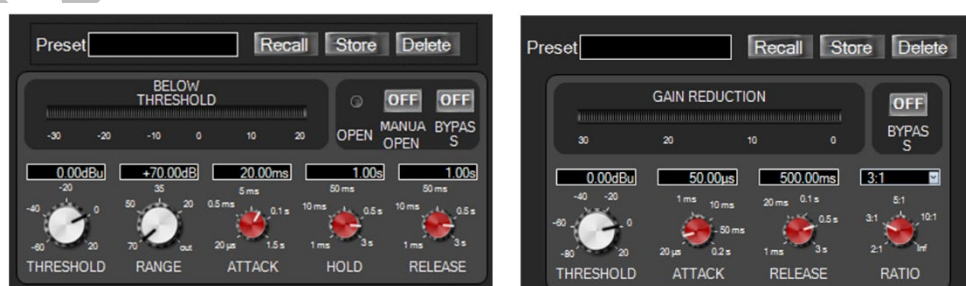 Preset Recall Store Delete
BELOW
THRESHOLD
-30 -20 -10 0 10 20
OPEN
OFF OFF
MANUA BYPAS
OPEN S
0.00dBu +70.00dB 20.00ms 1.00s 1.00s
-20 35 5 ms 50 ms 50 ms
-40 0 50 20 0.5 ms 0.1 s 10 ms 0.5 s 10 ms 0.5 s
-60 20 70 out 20 µs 1.5 s 1 ms 3 s 1 ms 3 s
THRESHOLD RANGE ATTACK HOLD RELEASE
Preset Recall Store Delete
GAIN REDUCTION
30 20 10 0
OFF
BYPAS
S
0.00dBu 50.00µs 500.00ms 3:1
-40 -20 1 ms 10 ms 20 ms 0.1 s 5:1
-60 0 50 ms 0.5 s 3:1 10:1
-80 20 20 µs 0.2 s 1 ms 3 s 2:1 Inf
THRESHOLD ATTACK RELEASE RATIO